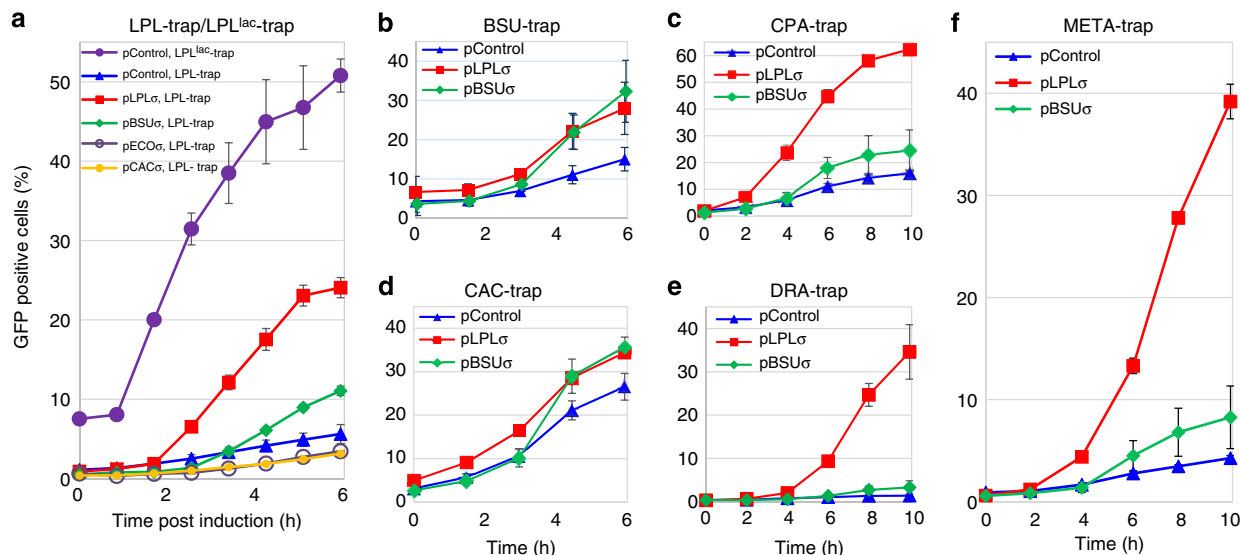 a
LPL-trap/LPLlac-trap
pControl, LPLlac-trap
pControl, LPL-trap
pLPLσ, LPL-trap
pBSUσ, LPL-trap
pECOσ, LPL-trap
pCACσ, LPL- trap
GFP positive cells (%)
50
40
30
20
10
0
0 2 4 6
Time post induction (h)
b
BSU-trap
pControl
pLPLσ
pBSUσ
40
30
20
10
0
0 2 4 6
c
CPA-trap
pControl
pLPLσ
pBSUσ
60
50
40
30
20
10
0
0 2 4 6 8 10
d
CAC-trap
pControl
pLPLσ
pBSUσ
40
30
20
10
0
0 2 4 6
Time (h)
e
DRA-trap
pControl
pLPLσ
pBSUσ
40
30
20
10
0
0 2 4 6 8 10
Time (h)
f
META-trap
pControl
pLPLσ
pBSUσ
40
30
20
10
0
0 2 4 6 8 10
Time (h)